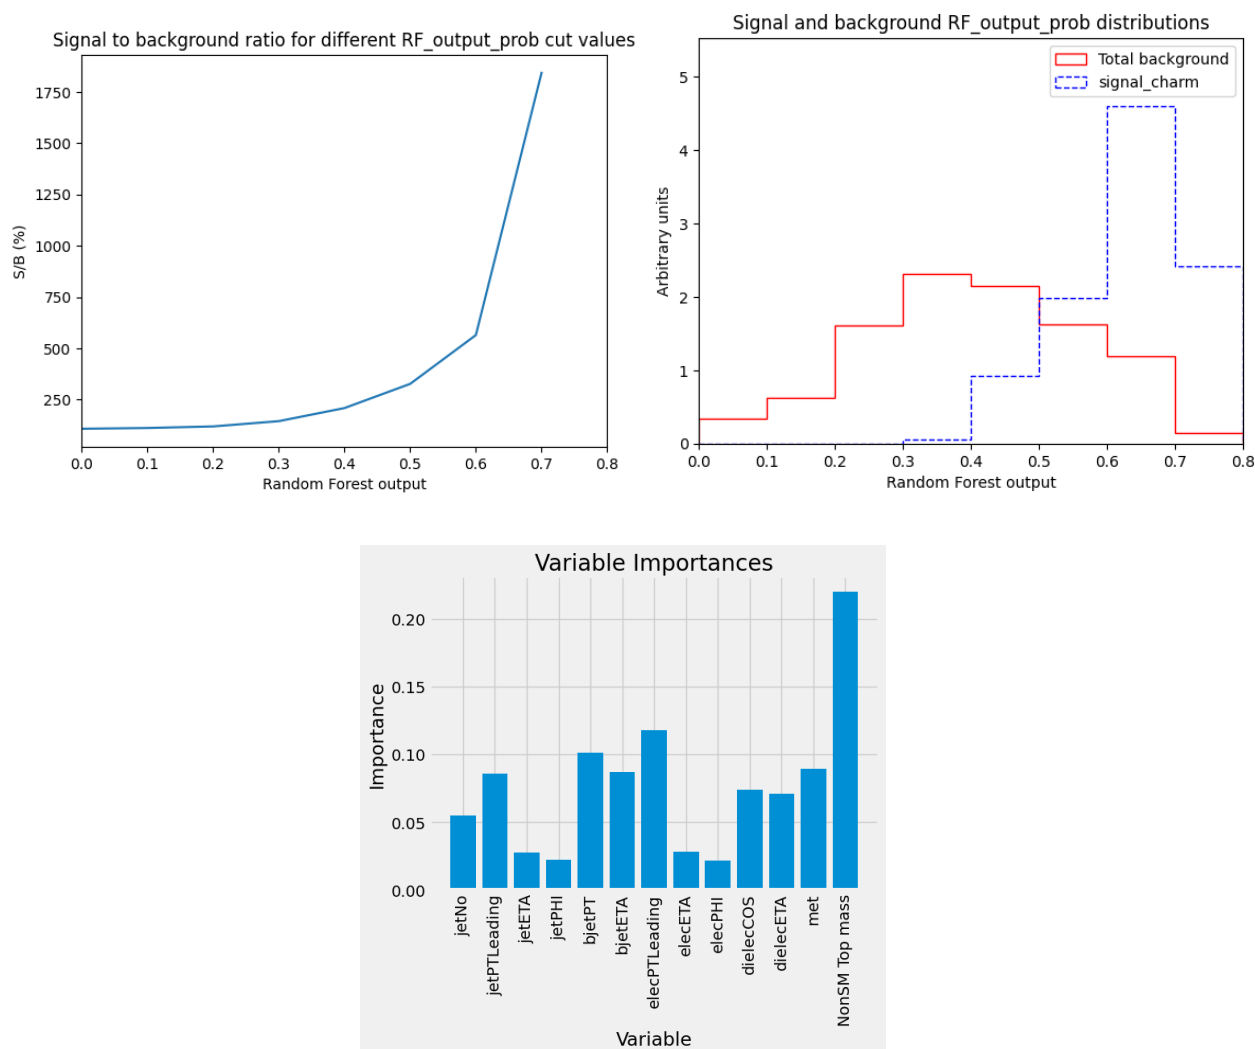 Signal to background ratio for different RF_output_prob cut values
1750
1500
1250
1000
750
500
250
S/B (%)
0.0 0.1 0.2 0.3 0.4 0.5 0.6 0.7 0.8
Random Forest output
Signal and background RF_output_prob distributions
Total background
signal_charm
5
4
3
2
1
0
Arbitrary units
0.0 0.1 0.2 0.3 0.4 0.5 0.6 0.7 0.8
Random Forest output
Variable Importances
0.20
0.15
0.10
0.05
0.00
Importance
jetNo
jetPTLeading
jetETA
jetPHI
bjetPT
bjetETA
elecPTLeading
elecETA
elecPHI
dielecCOS
dielecETA
met
NonSM Top mass
Variable